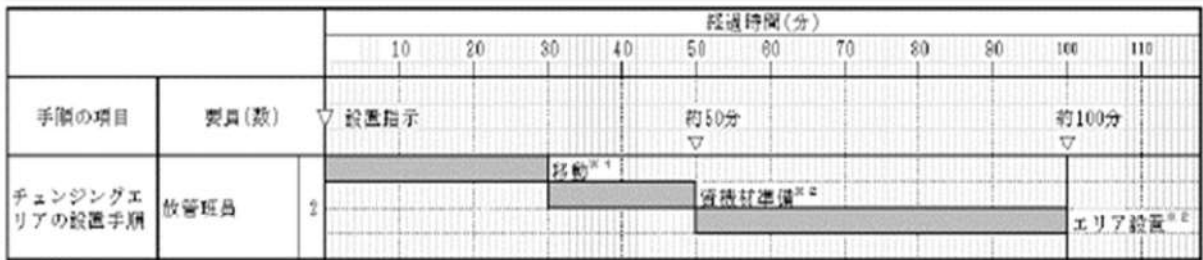 経過時間(分)
10 20 30 40 50 60 70 80 90 100 110
手順の項目 要員(数) ▽ 設置指示 約50分 約100分
▽ ▽
移動※1
チェンジングエ
リアの設置手順 放管班員 2 資機材準備※2
エリア設置※2